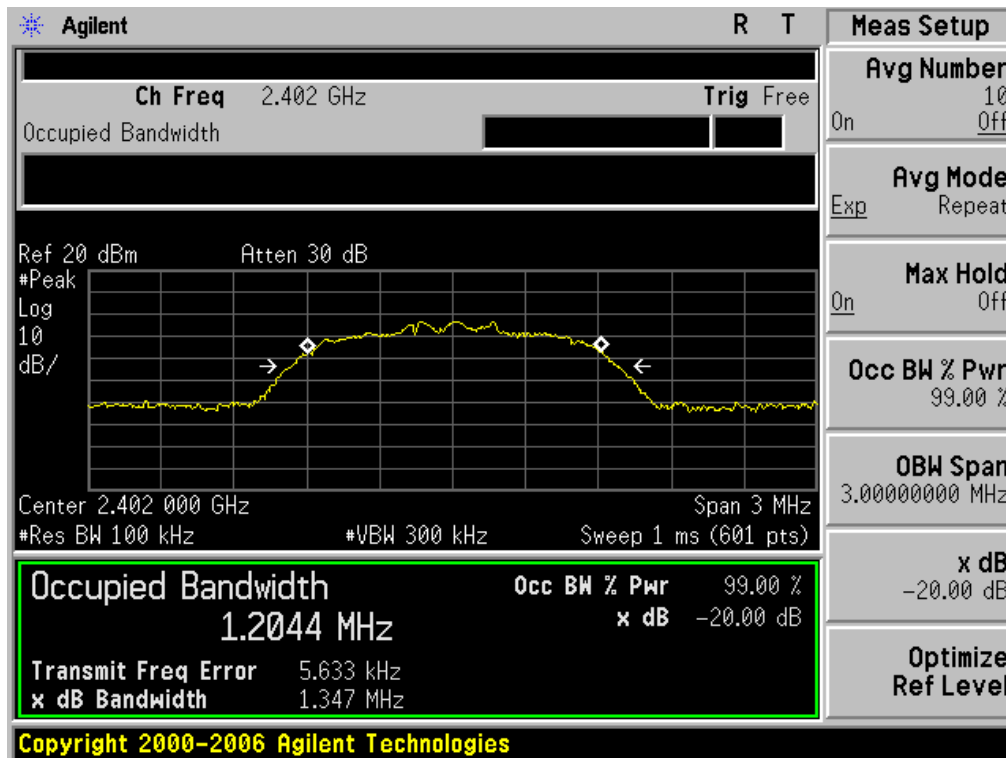 Agilent R T Meas Setup
Ch Freq 2.402 GHz Trig Free
Occupied Bandwidth
Avg Number
10
On Off
Avg Mode
Exp Repeat
Max Hold
On Off
Occ BW % Pwr
99.00 %
OBW Span
3.00000000 MHz
x dB
-20.00 dB
Optimize
Ref Level
Ref 20 dBm Atten 30 dB
#Peak
Log
10
dB/
Center 2.402 000 GHz Span 3 MHz
#Res BW 100 kHz #VBW 300 kHz Sweep 1 ms (601 pts)
Occupied Bandwidth
1.2044 MHz
Occ BW % Pwr 99.00 %
x dB -20.00 dB
Transmit Freq Error 5.633 kHz
x dB Bandwidth 1.347 MHz
Copyright 2000-2006 Agilent Technologies